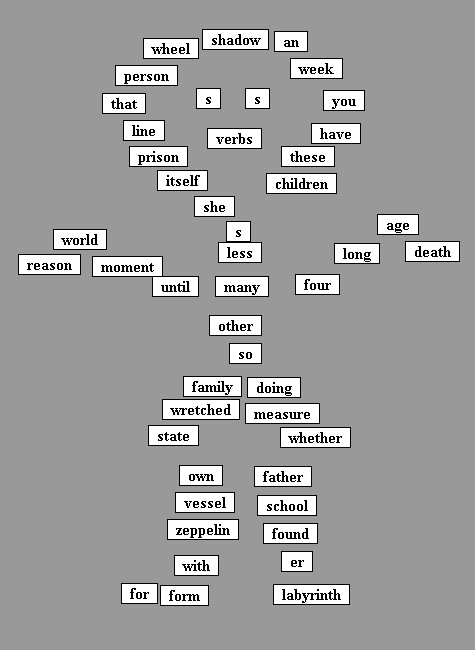 wheel shadow an
person week
that s s you
line verbs have
prison these
itself children
she
s
age
world less long death
reason moment
until many four
other
so
family doing
wretched measure
state whether
own father
vessel school
zeppelin found
with er
for form labyrinth